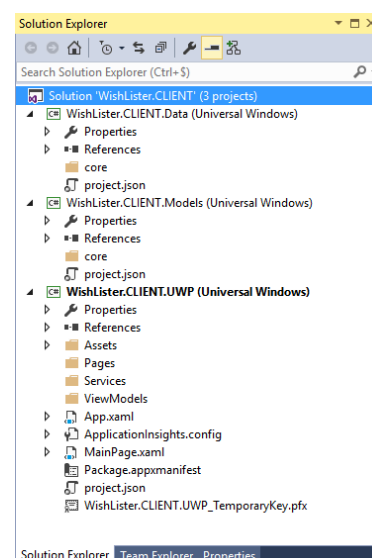 Solution Explorer
Search Solution Explorer (Ctrl+$)
Solution 'WishLister.CLIENT' (3 projects)
C# WishLister.CLIENT.Data (Universal Windows)
Properties
References
core
project.json
C# WishLister.CLIENT.Models (Universal Windows)
Properties
References
core
project.json
C# WishLister.CLIENT.UWP (Universal Windows)
Properties
References
Assets
Pages
Services
ViewModels
App.xaml
ApplicationInsights.config
MainPage.xaml
Package.appxmanifest
project.json
WishLister.CLIENT.UWP_TemporaryKey.pfx
Solution Explorer Team Explorer Properties